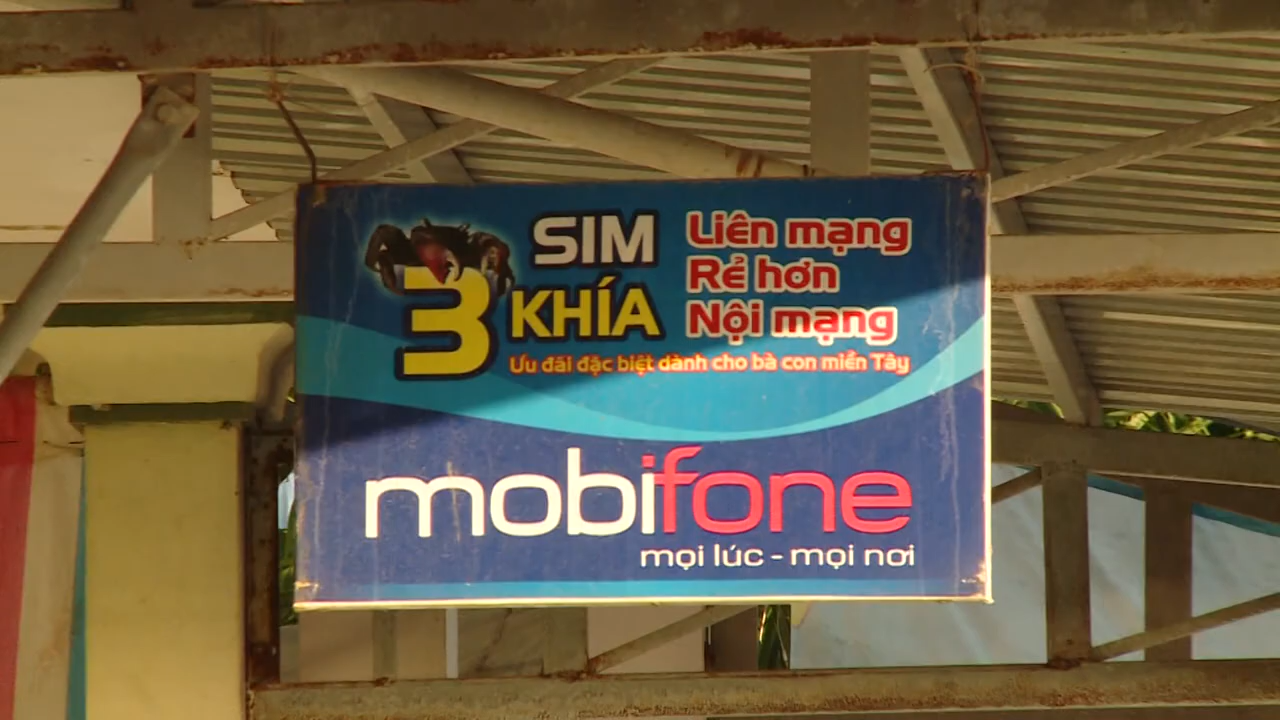 SIM
3 KHÍA
Liên mạng
Rẻ hơn
Nội mạng
Ưu đãi đặc biệt dành cho bà con miền Tây
mobifone
mọi lúc - mọi nơi